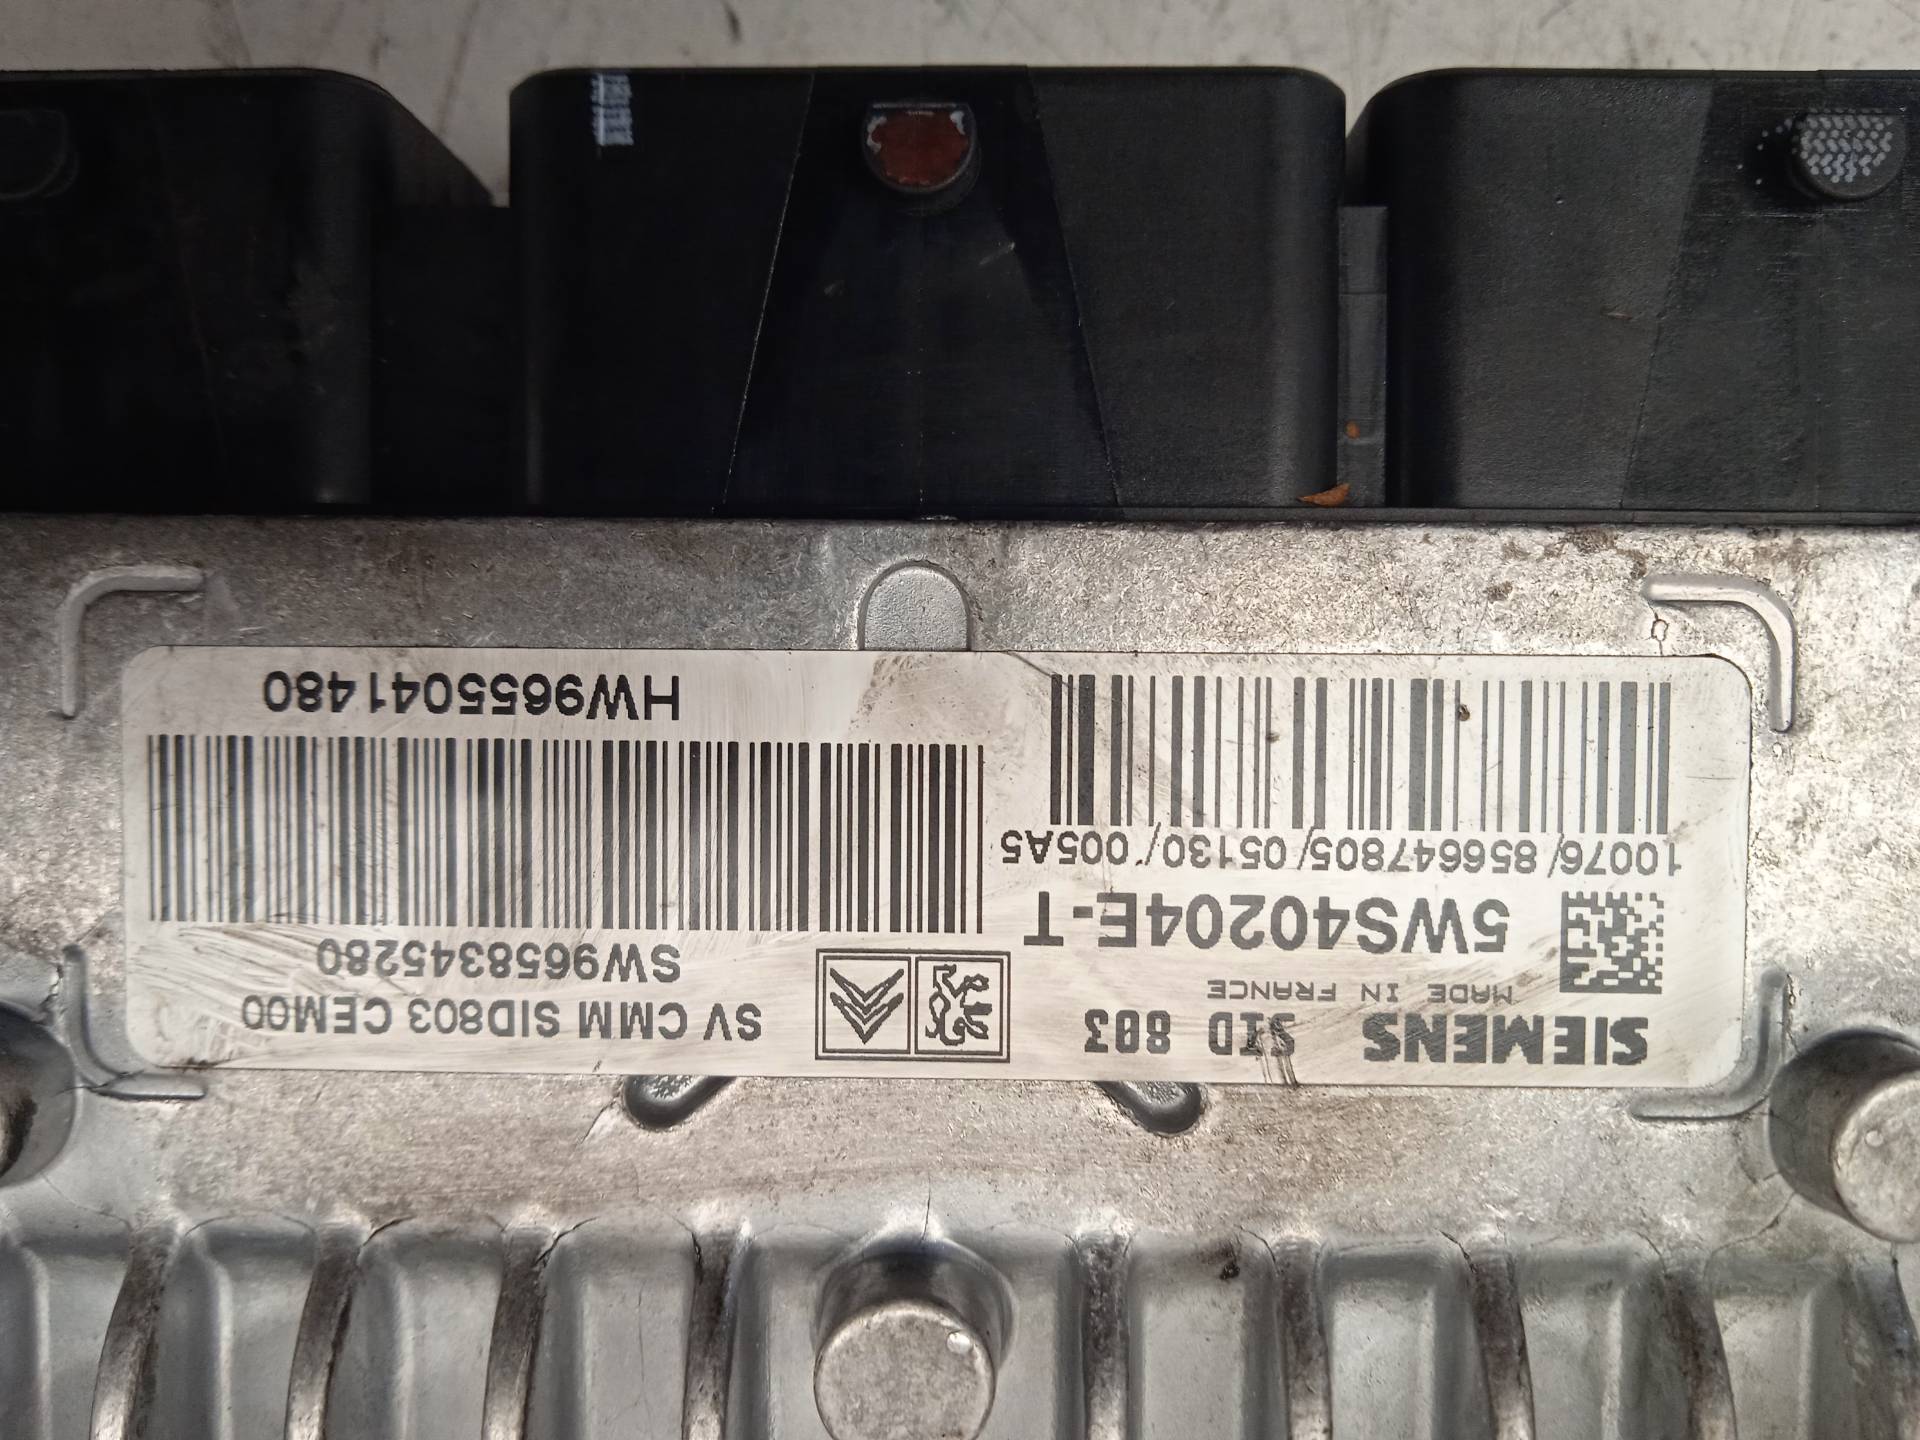 SIEMENS SID 803
MADE IN FRANCE
5WS40204E-T
10076/856647805/05130/005A5
SV CMM SID803 CEM00
SW9658345280
HW9655041480